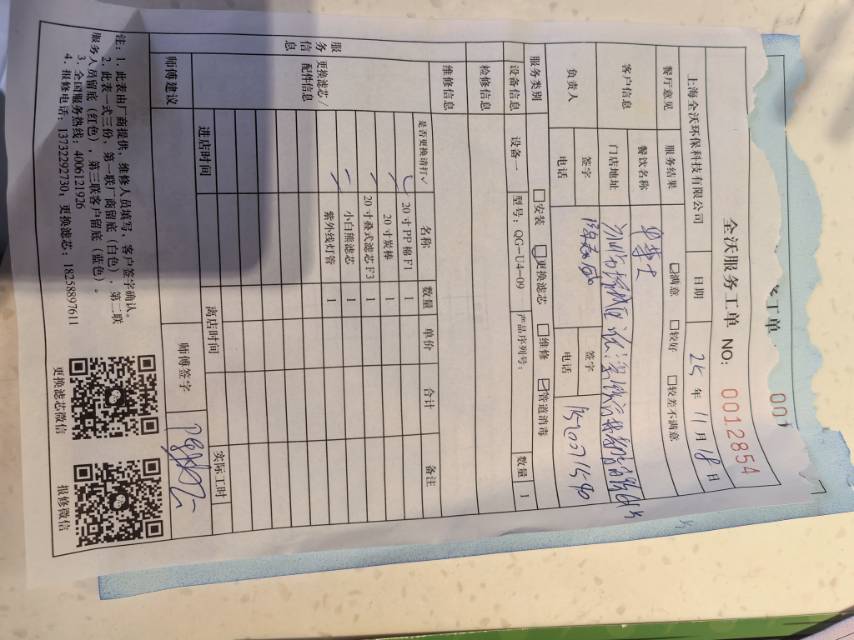 工单 001
全沃服务工单 NO: 0012854
上海全沃环保科技有限公司 日期 25 年 11 月 18 日
餐厅意见 服务结果 满意 较好 较差不满意
客户信息 餐饮名称
门店地址
负责人 签字 签字
电话 电话
服务类别 安装 更换滤芯 维修 管道消毒
设备信息 设备一 型号: QG-U4-09 产品序列号: 数量 1
检修信息
维修信息
服务信息 更换滤芯/配件信息
是否更换请打✓ 名称 数量 单价 合计 备注
20寸PP棉F1 1
20寸炭棒 1
20寸叠式滤芯F3 1
小白熊滤芯 1
紫外线灯管 1
进店时间 离店时间 实际工时
师傅建议 师傅签字
注: 1、此表由厂商提供, 维修人员填写, 客户签字确认。
2、此表一式三份, 第一联厂商留底(白色), 第二联
服务人员留底(红色), 第三联客户留底(蓝色)。
3、全国服务热线: 4006121926
4、报修电话: 13732292730, 更换滤芯: 18258897611
更换滤芯微信 报修微信